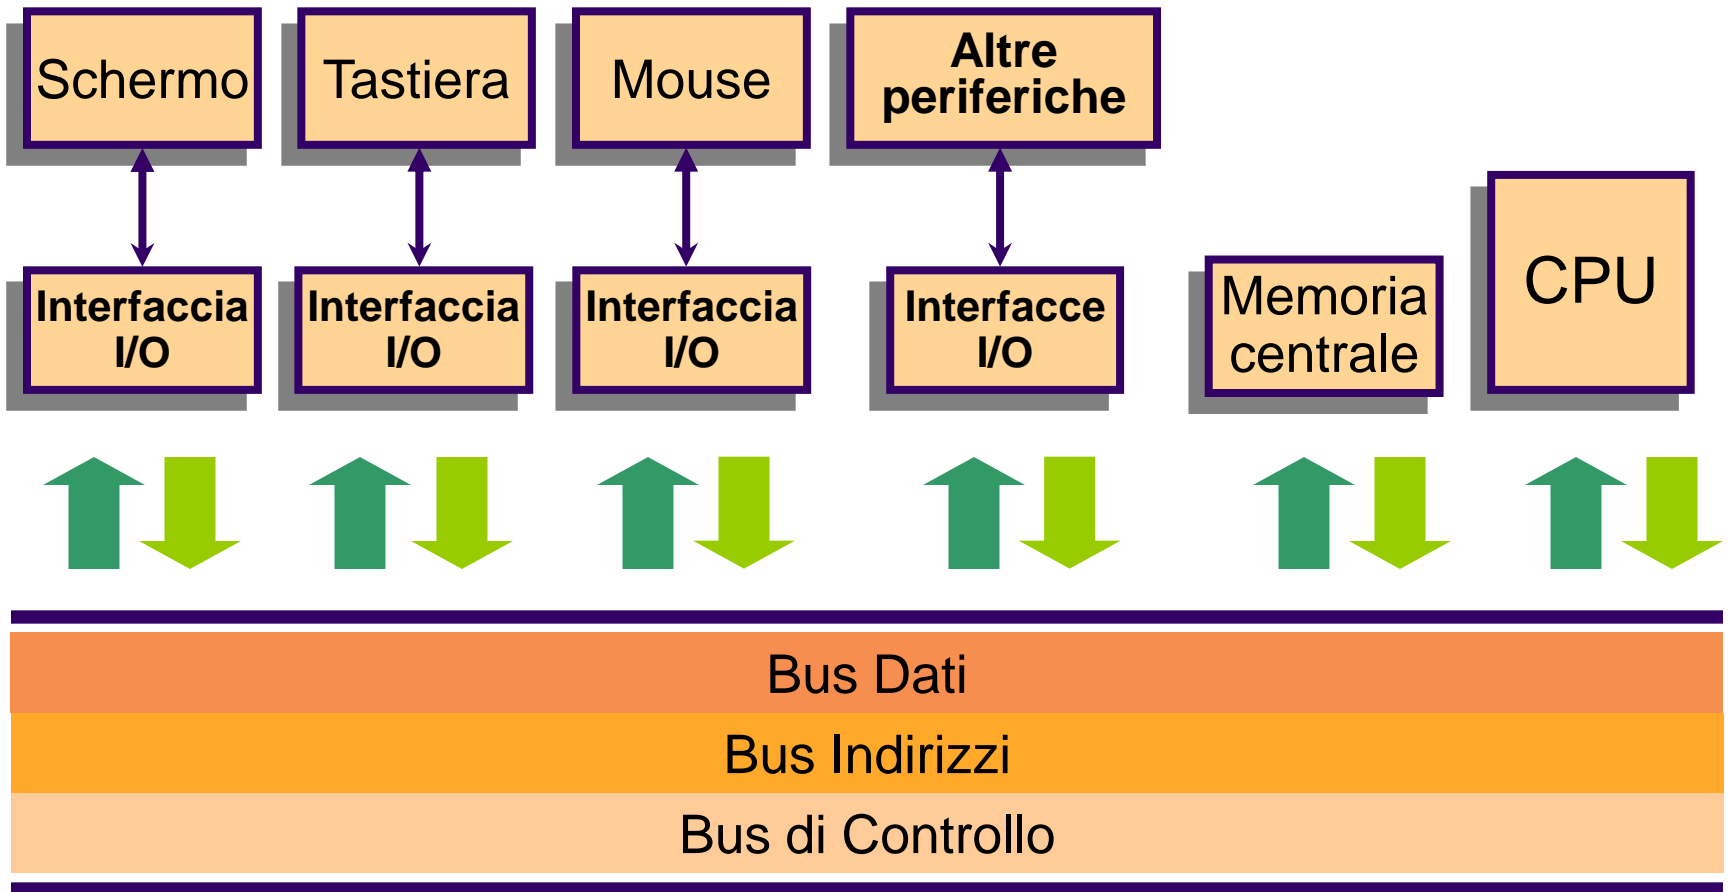 Schermo
Tastiera
Mouse
Altre
periferiche
Interfaccia
I/O
Interfaccia
I/O
Interfaccia
I/O
Interfacce
I/O
Memoria
centrale
CPU
Bus Dati
Bus Indirizzi
Bus di Controllo